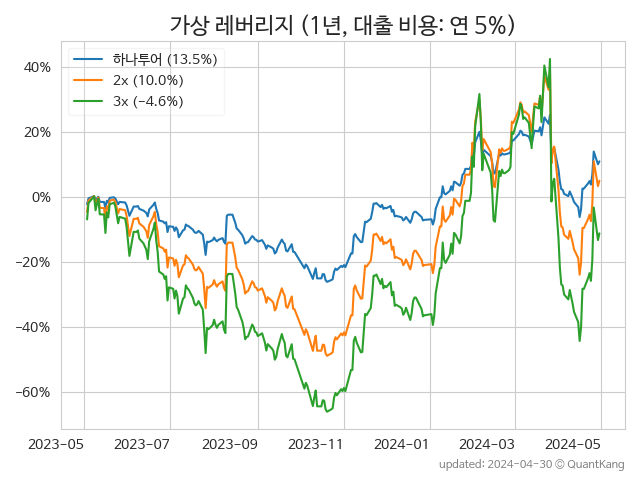 가상 레버리지 (1년, 대출 비용: 연 5%)
하나투어 (13.5%)
2x (10.0%)
3x (−4.6%)
40%
20%
0%
−20%
−40%
−60%
2023-05
2023-07
2023-09
2023-11
2024-01
2024-03
2024-05
updated: 2024-04-30 © QuantKang